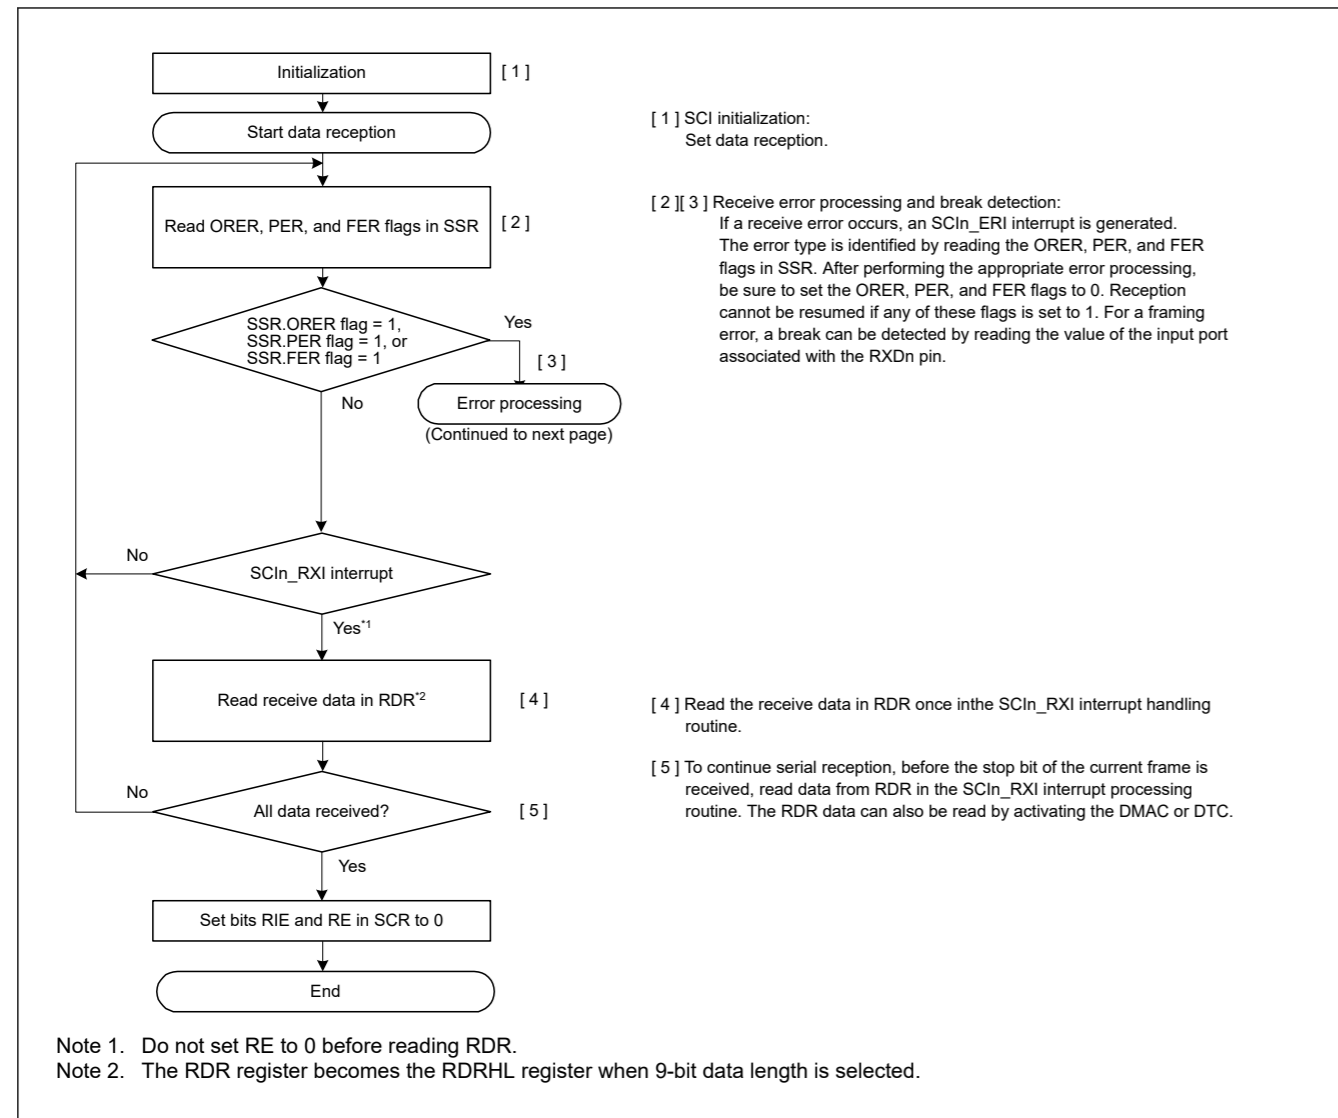 Initialization
[ 1 ]
Start data reception
Read ORER, PER, and FER flags in SSR
[ 2 ]
SSR.ORER flag = 1,
SSR.PER flag = 1, or
SSR.FER flag = 1
Yes
[ 3 ]
No
Error processing
(Continued to next page)
No
SCIn_RXI interrupt
Yes*1
Read receive data in RDR*2
[ 4 ]
No
All data received?
[ 5 ]
Yes
Set bits RIE and RE in SCR to 0
End
[ 1 ] SCI initialization:
Set data reception.
[ 2 ][ 3 ] Receive error processing and break detection:
If a receive error occurs, an SCIn_ERI interrupt is generated.
The error type is identified by reading the ORER, PER, and FER
flags in SSR. After performing the appropriate error processing,
be sure to set the ORER, PER, and FER flags to 0. Reception
cannot be resumed if any of these flags is set to 1. For a framing
error, a break can be detected by reading the value of the input port
associated with the RXDn pin.
[ 4 ] Read the receive data in RDR once inthe SCIn_RXI interrupt handling
routine.
[ 5 ] To continue serial reception, before the stop bit of the current frame is
received, read data from RDR in the SCIn_RXI interrupt processing
routine. The RDR data can also be read by activating the DMAC or DTC.
Note 1. Do not set RE to 0 before reading RDR.
Note 2. The RDR register becomes the RDRHL register when 9-bit data length is selected.